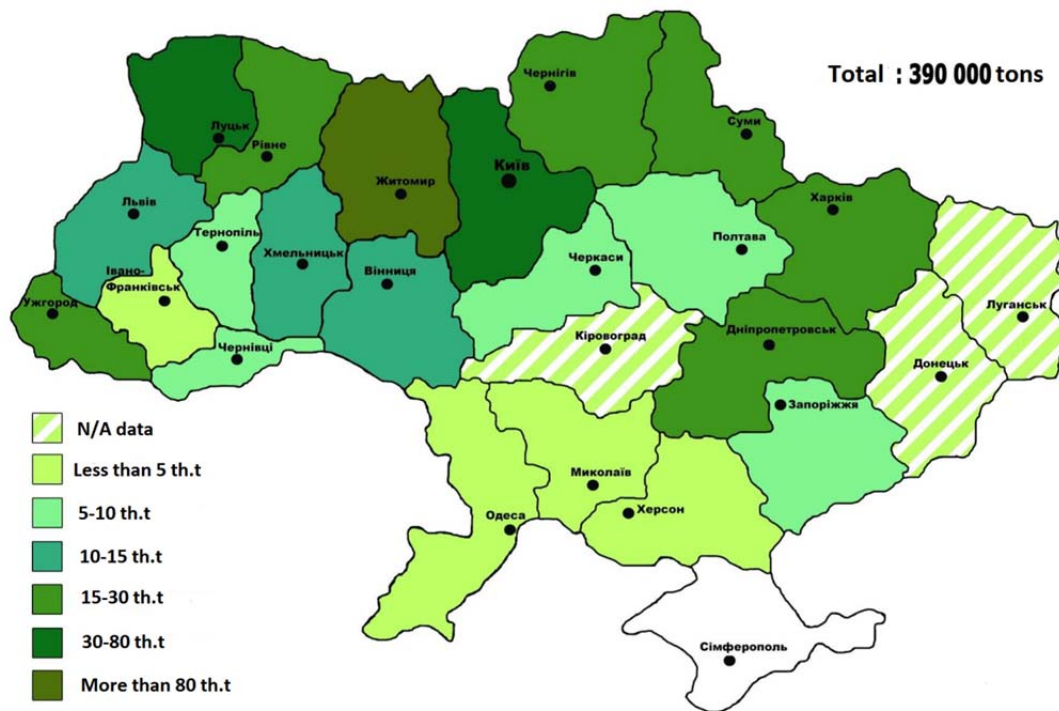 Total : 390 000 tons
Чернігів
Луцьк
Рівне
Суми
Київ
Житомир
Львів
Харків
Тернопіль
Полтава
Хмельницьк
Черкаси
Вінниця
Івано-
Франківськ
Ужгород
Луганськ
Дніпропетровськ
Кіровоград
Чернівці
Донецьк
Запоріжжя
Миколаїв
Херсон
Одеса
Сімферополь
N/A data
Less than 5 th.t
5-10 th.t
10-15 th.t
15-30 th.t
30-80 th.t
More than 80 th.t